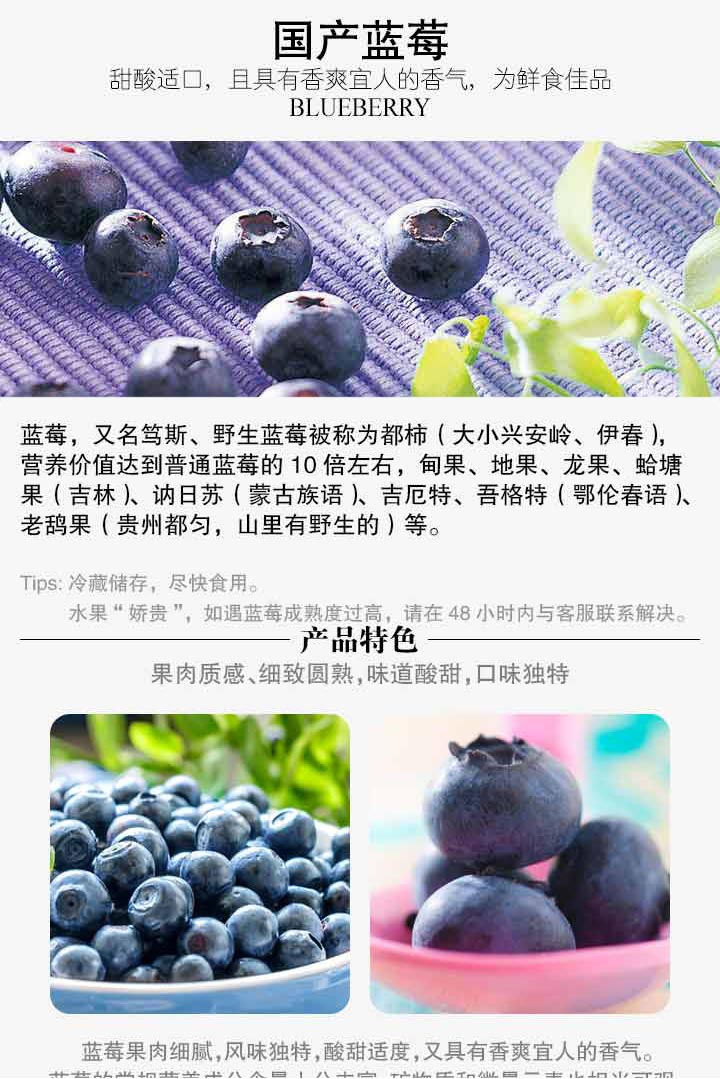 国产蓝莓
甜酸适口，且具有香爽宜人的香气，为鲜食佳品
BLUEBERRY
蓝莓，又名笃斯、野生蓝莓被称为都柿（大小兴安岭、伊春），
营养价值达到普通蓝莓的 10 倍左右，甸果、地果、龙果、蛤塘
果（吉林）、讷日苏（蒙古族语）、吉厄特、吾格特（鄂伦春语）、
老鸹果（贵州都匀，山里有野生的）等。
Tips: 冷藏储存，尽快食用。
水果“ 娇贵 ”，如遇蓝莓成熟度过高，请在 48 小时内与客服联系解决。
产品特色
果肉质感、细致圆熟,味道酸甜,口味独特
蓝莓果肉细腻,风味独特,酸甜适度,又具有香爽宜人的香气。